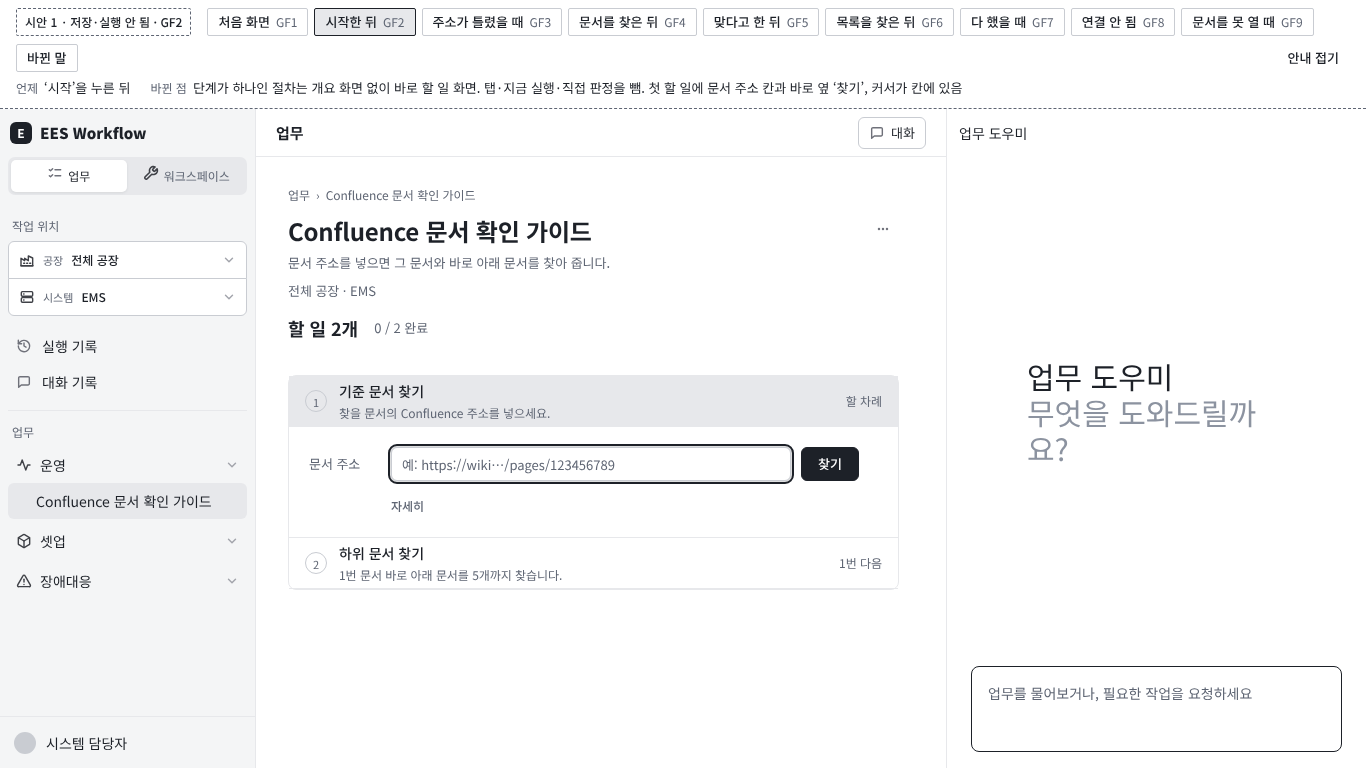 시안 1 · 저장·실행 안 됨 · GF2
처음 화면 GF1
시작한 뒤 GF2
주소가 틀렸을 때 GF3
문서를 찾은 뒤 GF4
맞다고 한 뒤 GF5
목록을 찾은 뒤 GF6
다 했을 때 GF7
연결 안 됨 GF8
문서를 못 열 때 GF9
바뀐 말
안내 접기
언제 ‘시작’을 누른 뒤 바뀐 점 단계가 하나인 절차는 개요 화면 없이 바로 할 일 화면. 탭·지금 실행·직접 판정을 뺌. 첫 할 일에 문서 주소 칸과 바로 옆 ‘찾기’, 커서가 칸에 있음
E EES Workflow
업무
워크스페이스
작업 위치
공장 전체 공장
시스템 EMS
실행 기록
대화 기록
업무
운영
Confluence 문서 확인 가이드
셋업
장애대응
시스템 담당자
업무
대화
업무 › Confluence 문서 확인 가이드
Confluence 문서 확인 가이드
···
문서 주소를 넣으면 그 문서와 바로 아래 문서를 찾아 줍니다.
전체 공장 · EMS
할 일 2개 0 / 2 완료
1 기준 문서 찾기
찾을 문서의 Confluence 주소를 넣으세요.
할 차례
문서 주소
예: https://wiki···/pages/123456789
찾기
자세히
2 하위 문서 찾기
1번 문서 바로 아래 문서를 5개까지 찾습니다.
1번 다음
업무 도우미
업무 도우미
무엇을 도와드릴까
요?
업무를 물어보거나, 필요한 작업을 요청하세요